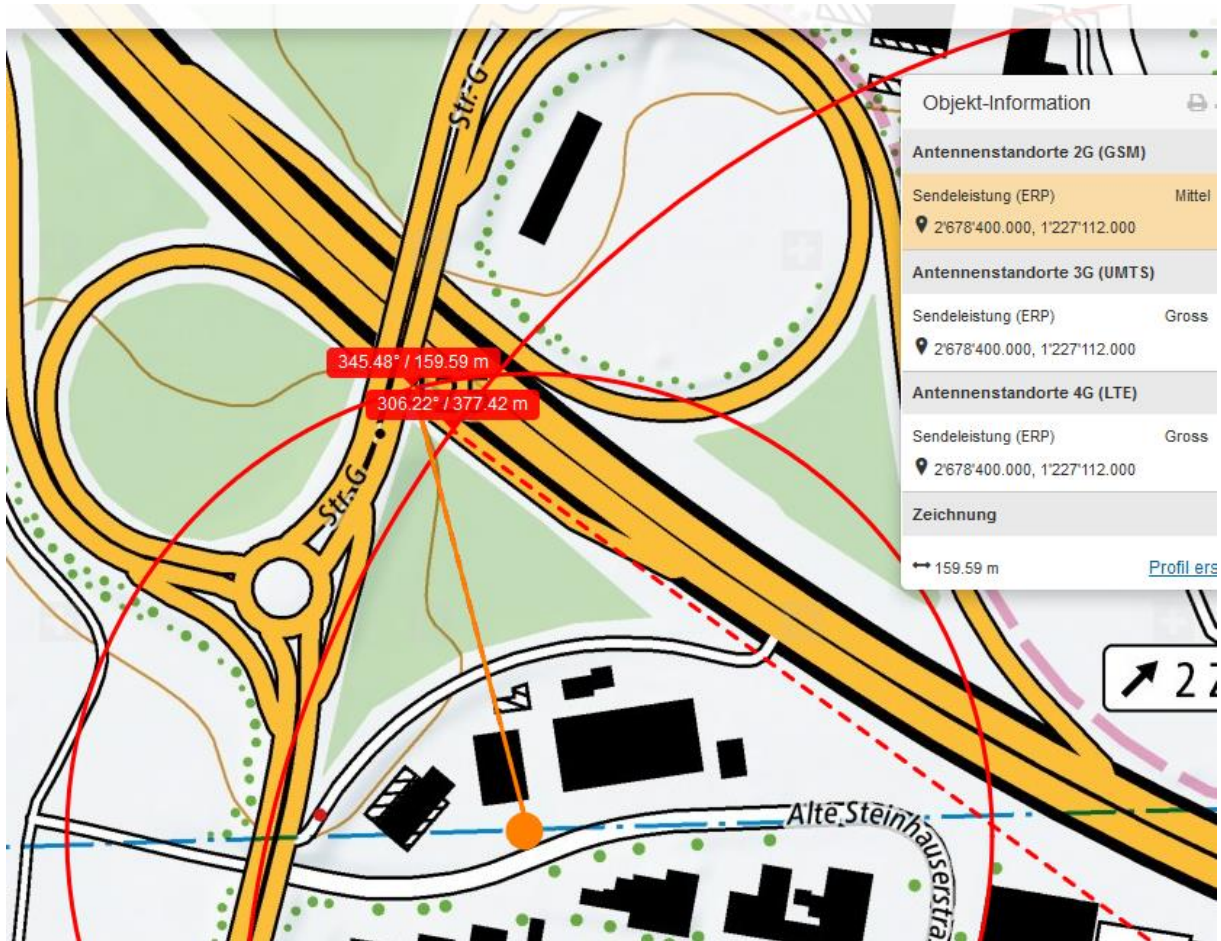 Str. G
Objekt-Information
Antennenstandorte 2G (GSM)
Sendeleistung (ERP) Mittel
2'678'400.000, 1'227'112.000
Antennenstandorte 3G (UMTS)
Sendeleistung (ERP) Gross
2'678'400.000, 1'227'112.000
345.48° / 159.59 m
306.22° / 377.42 m
Antennenstandorte 4G (LTE)
Sendeleistung (ERP) Gross
2'678'400.000, 1'227'112.000
Str. G
Zeichnung
159.59 m Profil ers
2
Alte Steinhauserstra